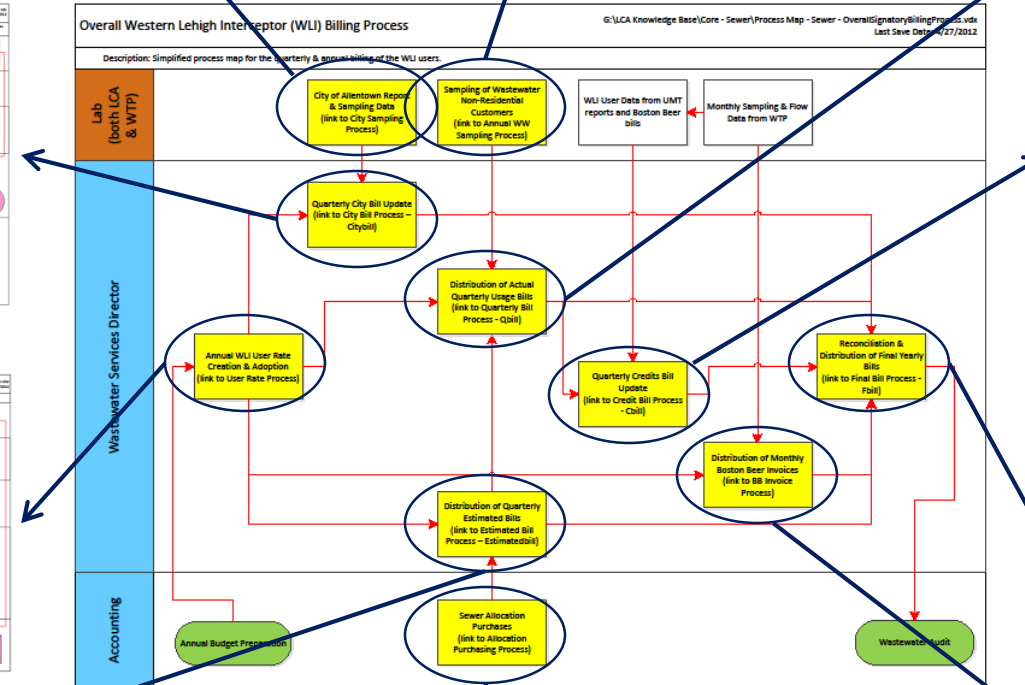 Overall Western Lehigh Interceptor (WLI) Billing Process
G:\LCA Knowledge Base\Core - Sewer\Process Map - Sewer - OverallSignatoryBillingProcess.vdx
Last Save Date: 4/27/2012
Description: Simplified process map for the quarterly & annual billing of the WLI users.
Lab
(both LCA
& WTP)
City of Allentown Report
& Sampling Data
(link to City Sampling
Process)
Sampling of Wastewater
Non-Residential
Customers
(link to Annual WW
Sampling Process)
WLI User Data from UMT
reports and Boston Beer
bills
Monthly Sampling & Flow
Data from WTP
Wastewater Services Director
Quarterly City Bill Update
(link to City Bill Process –
Citybill)
Distribution of Actual
Quarterly Usage Bills
(link to Quarterly Bill
Process - Qbill)
Annual WLI User Rate
Creation & Adoption
(link to User Rate Process)
Quarterly Credits Bill
Update
(link to Credit Bill Process
- Cbill)
Reconciliation &
Distribution of Final Yearly
Bills
(link to Final Bill Process -
Fbill)
Distribution of Monthly
Boston Beer Invoices
(link to BB Invoice
Process)
Distribution of Quarterly
Estimated Bills
(link to Estimated Bill
Process – Estimatedbill)
Accounting
Annual Budget Preparation
Sewer Allocation
Purchases
(link to Allocation
Purchasing Process)
Wastewater Audit